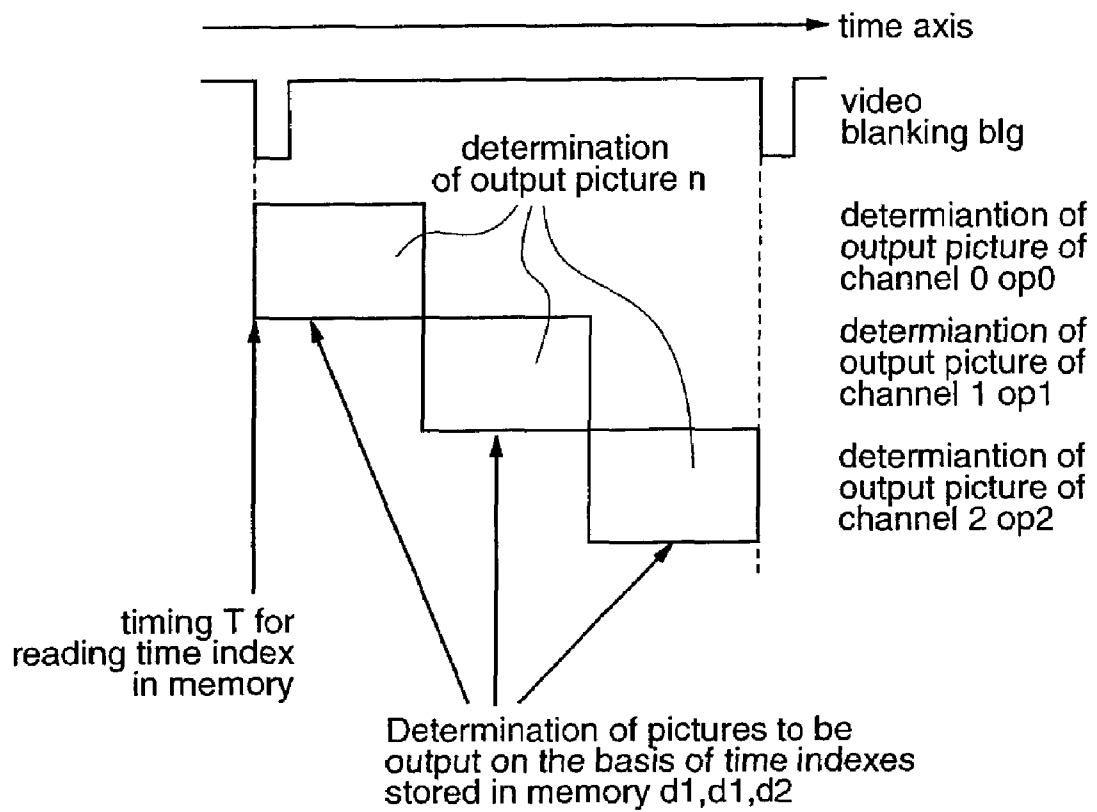 time axis
video
blanking blg
determination
of output picture n
determiantion of
output picture of
channel 0 op0
determiantion of
output picture of
channel 1 op1
determiantion of
output picture of
channel 2 op2
timing T for
reading time index
in memory
Determination of pictures to be
output on the basis of time indexes
stored in memory d1,d1,d2